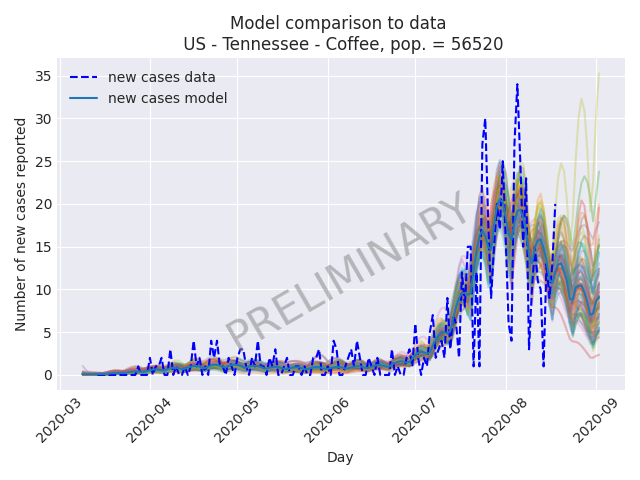 Model comparison to data
US - Tennessee - Coffee, pop. = 56520
new cases data
new cases model
Number of new cases reported
35
30
25
20
15
10
5
0
PRELIMINARY
2020-03
2020-04
2020-05
2020-06
2020-07
2020-08
2020-09
Day